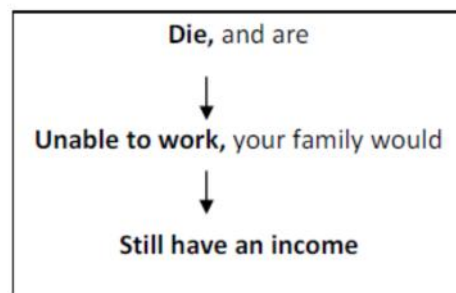 Die, and are
Unable to work, your family would
Still have an income